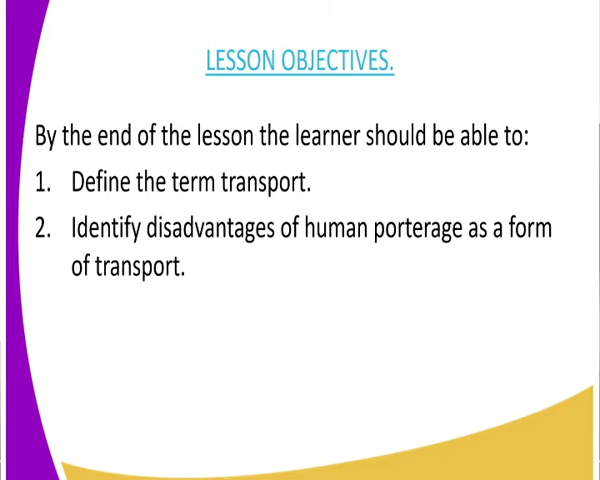 LESSON OBJECTIVES.
By the end of the lesson the learner should be able to:
1. Define the term transport.
2. Identify disadvantages of human porterage as a form
of transport.